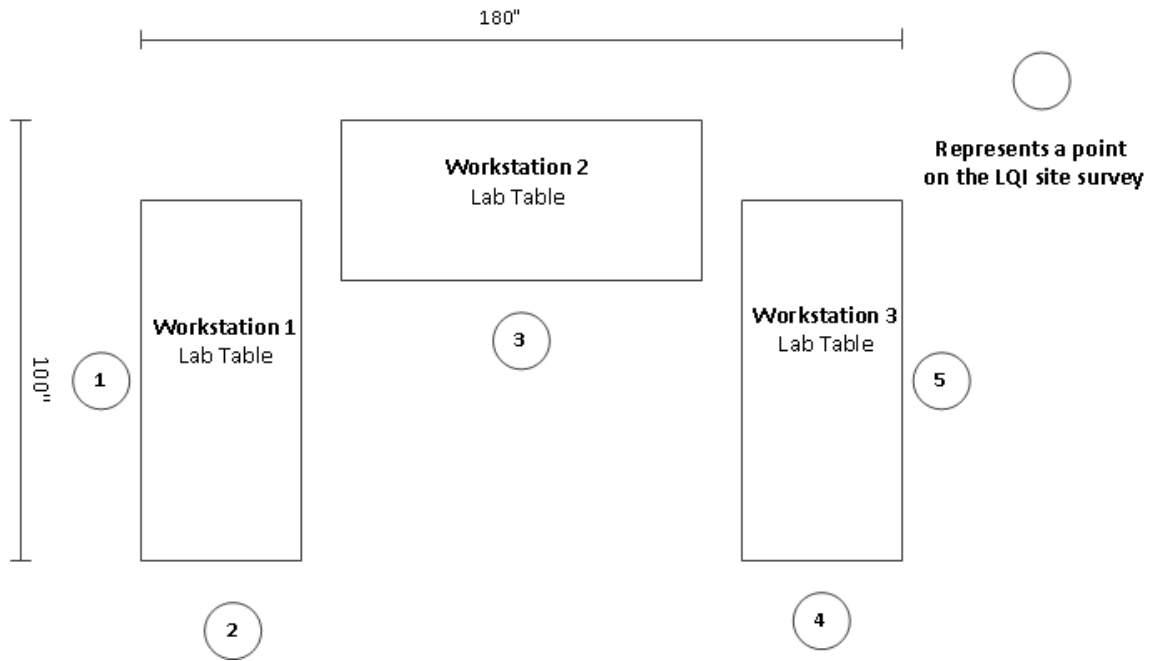 180"
Represents a point
on the LQI site survey
Workstation 2
Lab Table
Workstation 1
Lab Table
Workstation 3
Lab Table
100"
1
3
5
2
4